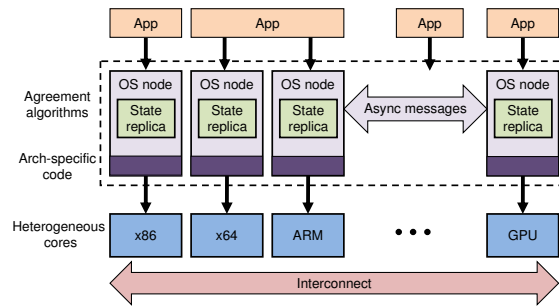 App
App
App
App
OS node
OS node
OS node
OS node
Agreement
algorithms
State
replica
State
replica
State
replica
Async messages
State
replica
Arch-specific
code
Heterogeneous
cores
x86
x64
ARM
GPU
Interconnect